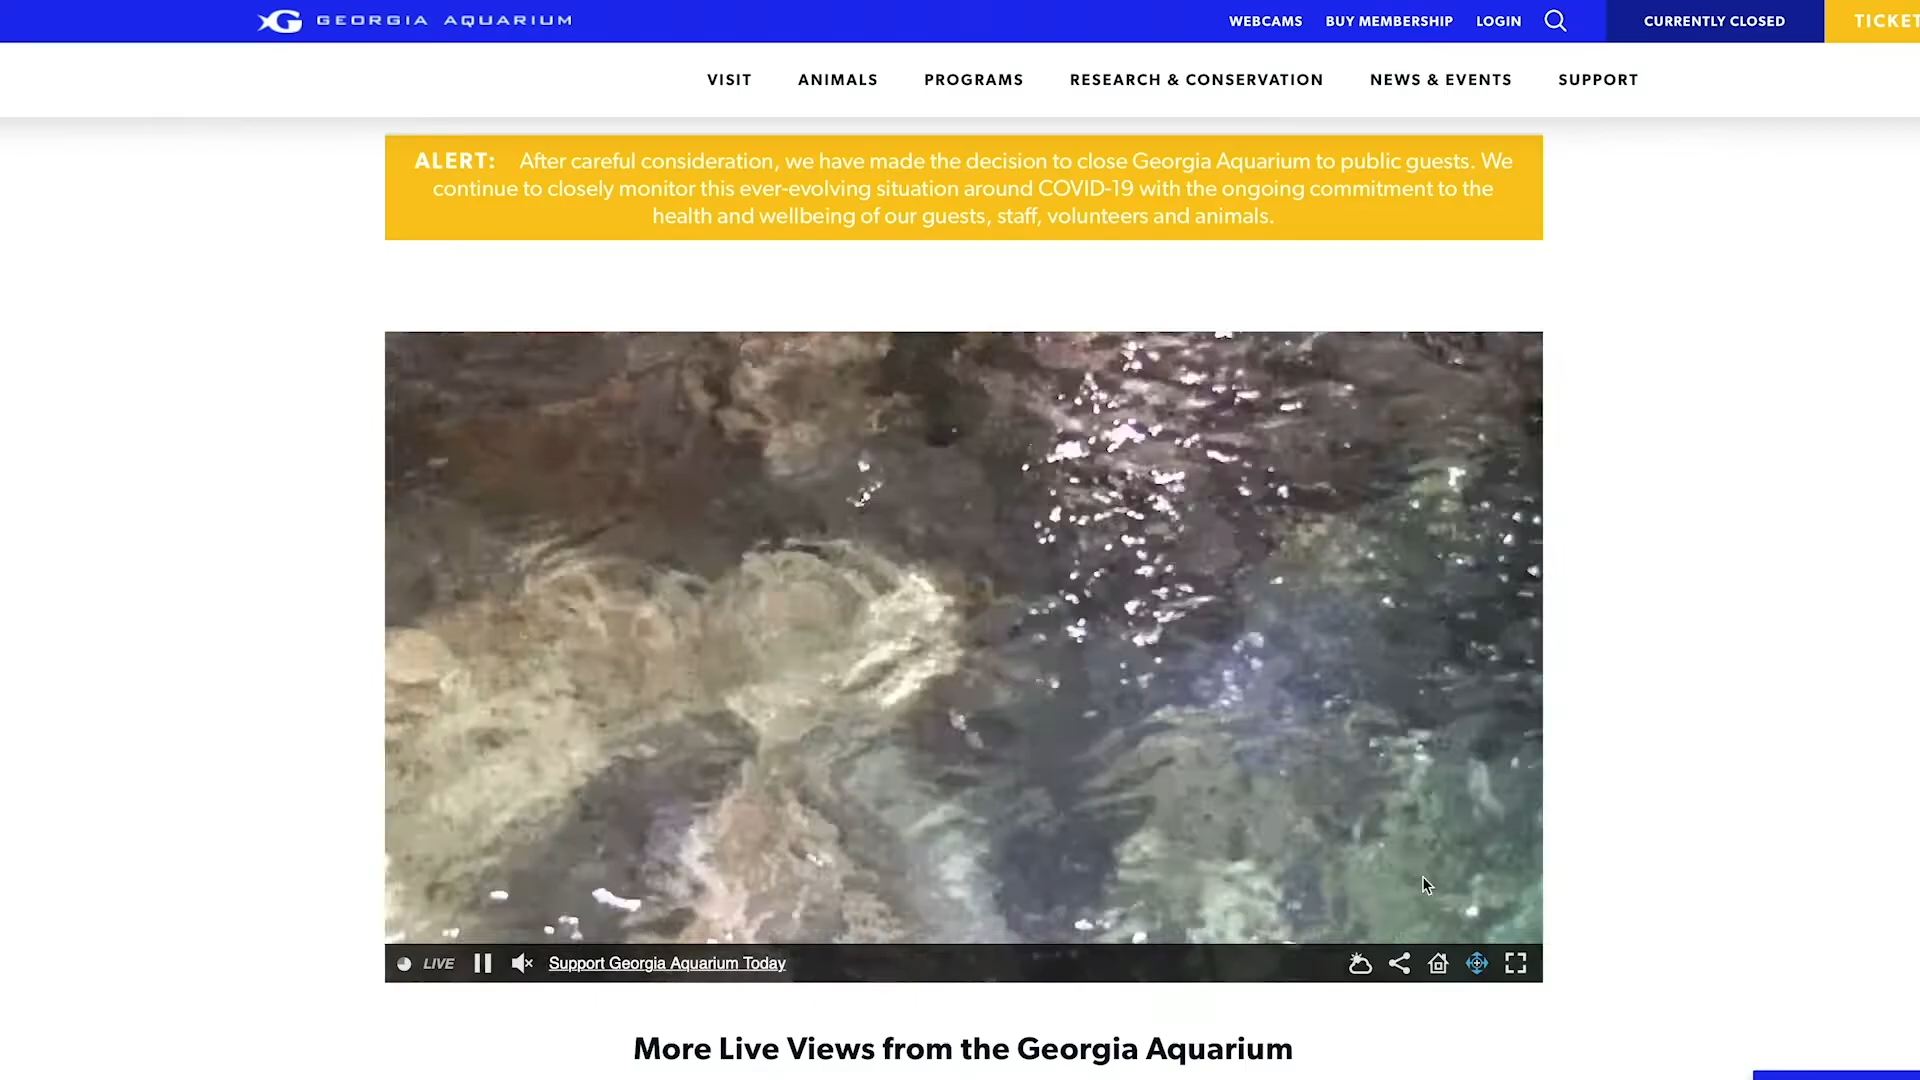 GEORGIA AQUARIUM
WEBCAMS
BUY MEMBERSHIP
LOGIN
CURRENTLY CLOSED
TICKET
VISIT
ANIMALS
PROGRAMS
RESEARCH & CONSERVATION
NEWS & EVENTS
SUPPORT
ALERT: After careful consideration, we have made the decision to close Georgia Aquarium to public guests. We
continue to closely monitor this ever-evolving situation around COVID-19 with the ongoing commitment to the
health and wellbeing of our guests, staff, volunteers and animals.
LIVE
Support Georgia Aquarium Today
More Live Views from the Georgia Aquarium